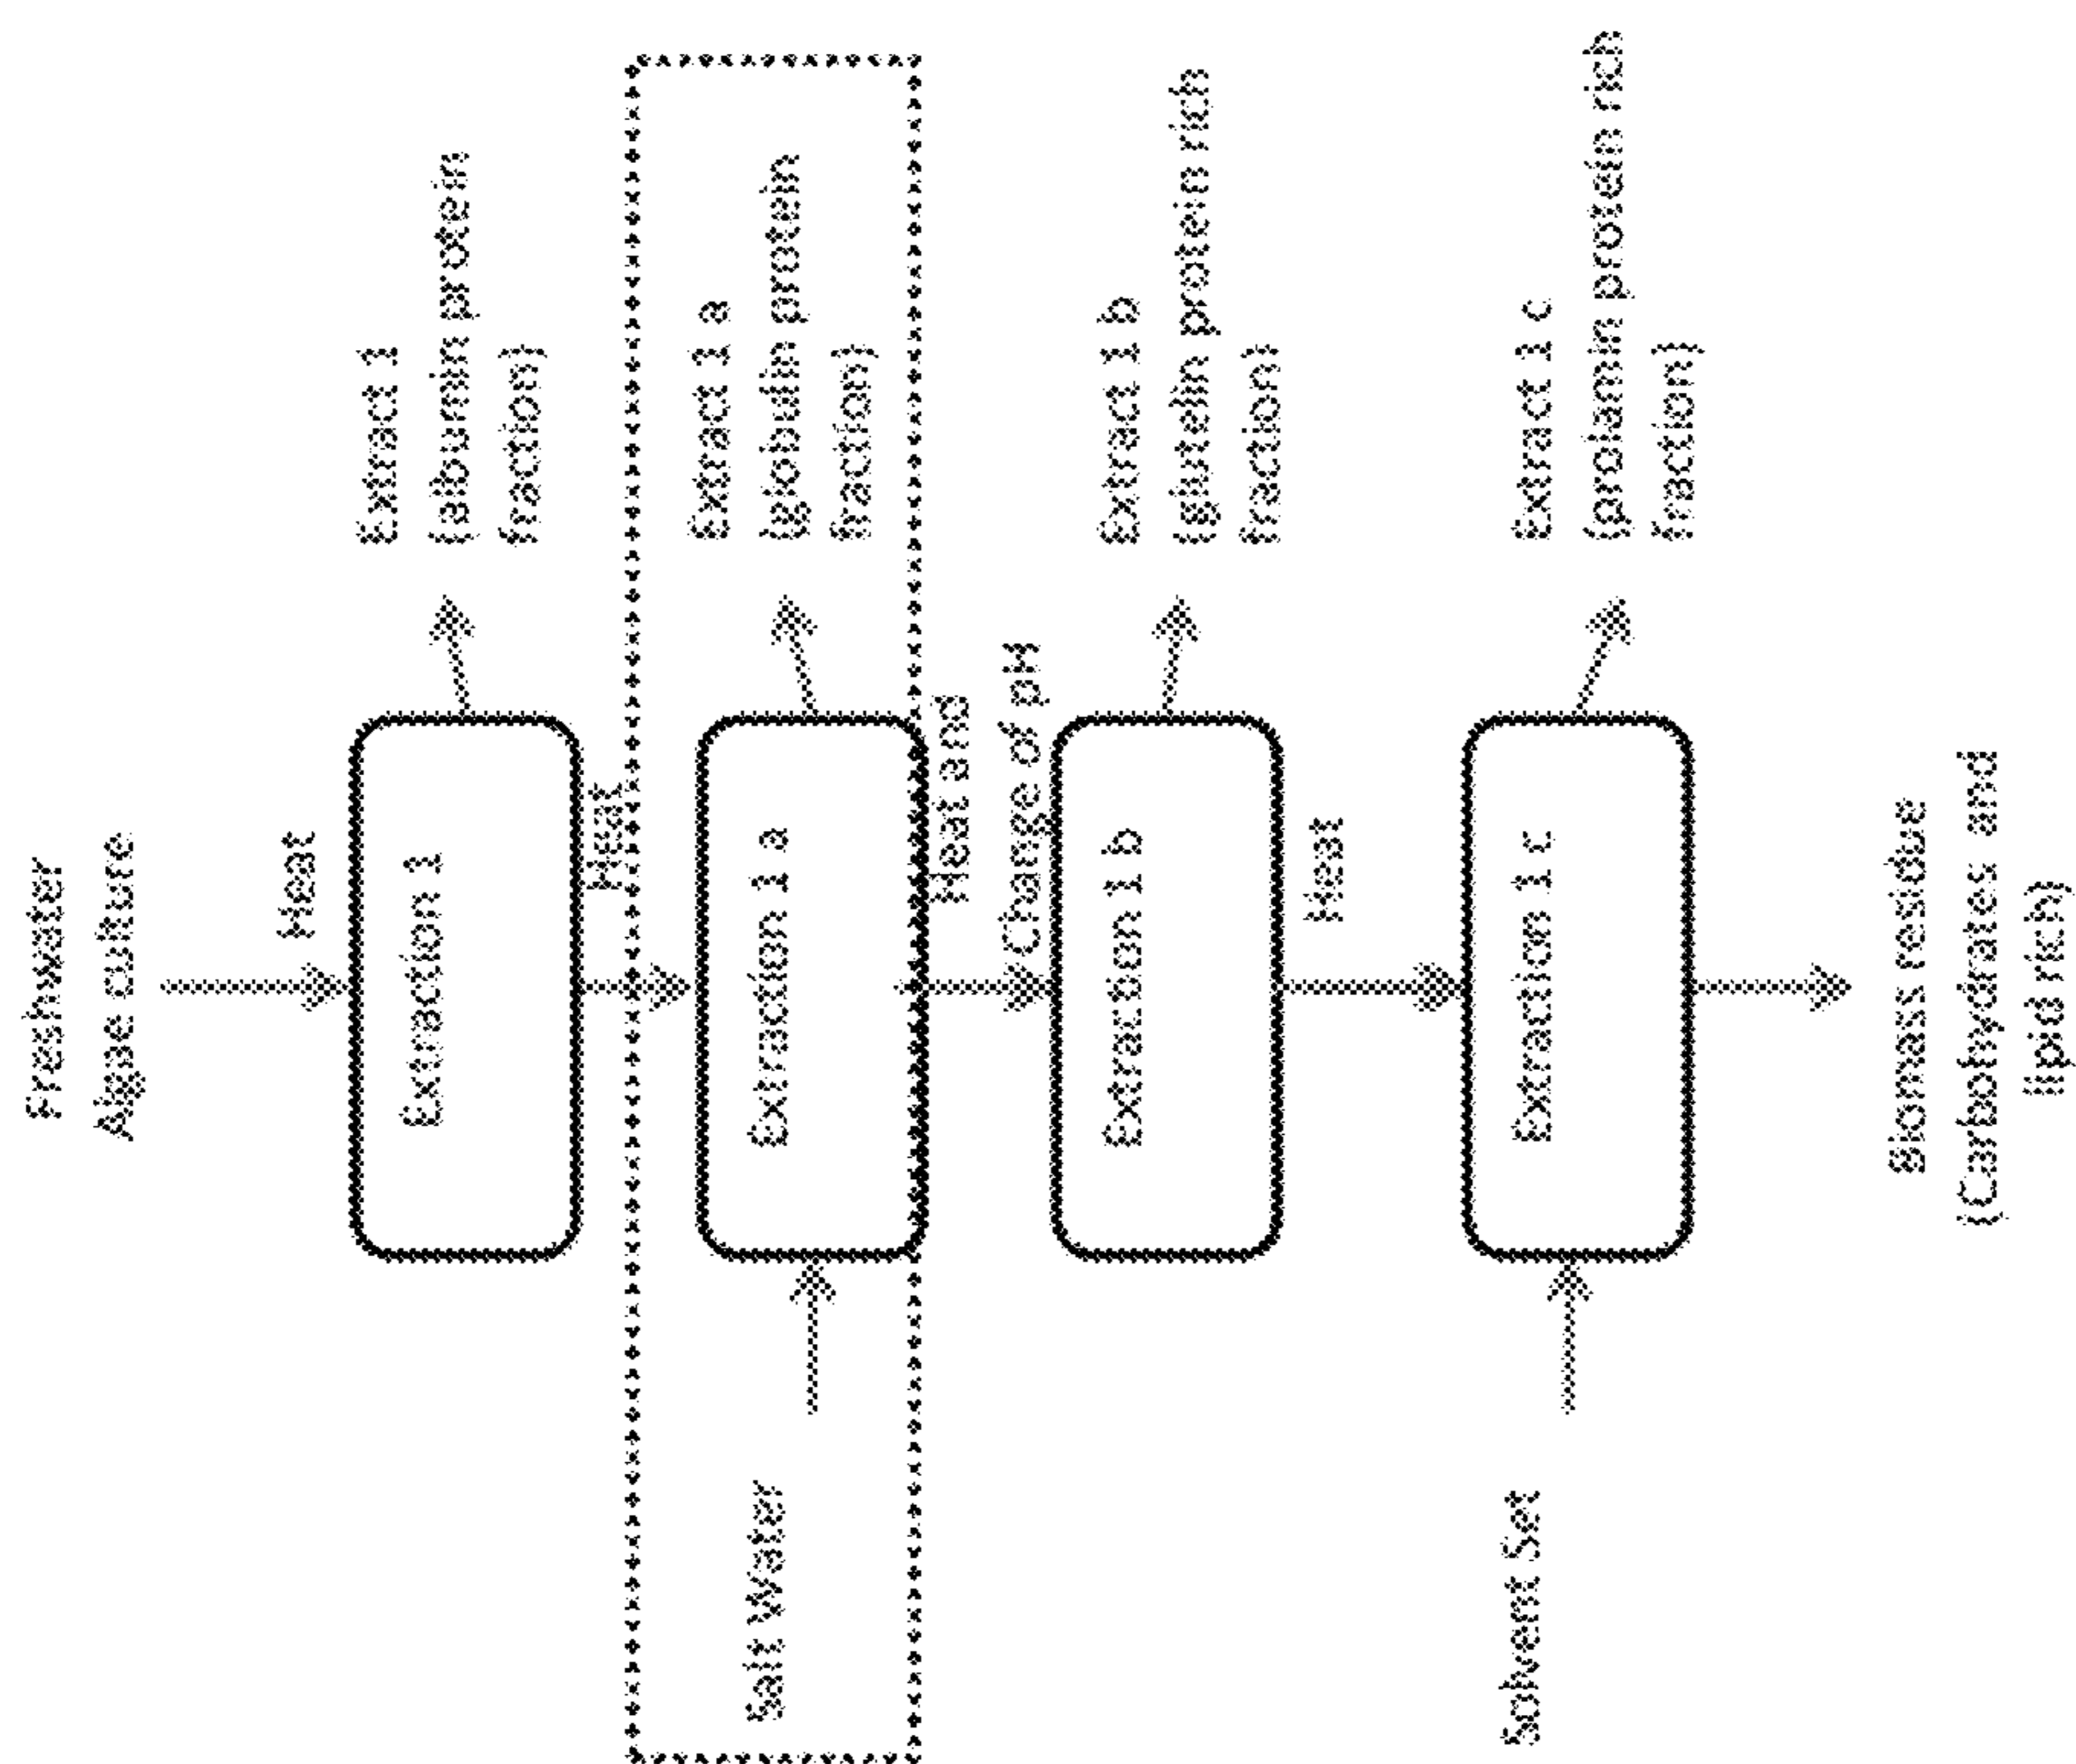 Freshwater
Algae culture
Heat
Extraction 1
Extract 1
(albumin protein
fraction)
Heat
Salt Water
Extraction 1 a
Extract 1 a
(globulin protein
fraction)
Heat and
Change of pH
Extraction 1 b
Extract 1 b
(glutelin protein rich
fraction)
Heat
Solvent Set
Extraction 1 c
Extract 1 c
(prolamin protein rich
fraction)
Biomass residue
(Carbohydrates and
lipid rich)